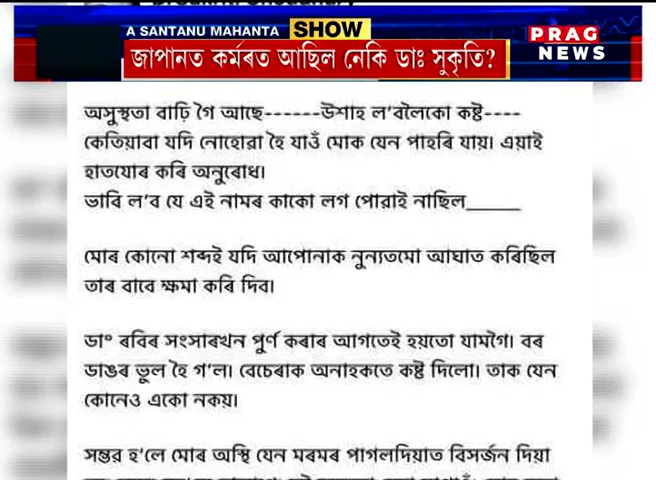 A SANTANU MAHANTA SHOW
PRAG
NEWS
জাপানত কৰ্মৰত আছিল নেকি ডাঃ সুকৃতি?
অসুস্থতা বাঢ়ি গৈ আছে------উশাহ ল'বলৈকো কষ্ট----
কেতিয়াবা যদি নোহোৱা হৈ যাওঁ মোক যেন পাহৰি যায়। এয়াই
হাতযোৰ কৰি অনুৰোধ।
ভাবি ল'ব যে এই নামৰ কাকো লগ পোৱাই নাছিল_____
মোৰ কোনো শব্দই যদি আপোনাক নুন্যতমো আঘাত কৰিছিল
তাৰ বাবে ক্ষমা কৰি দিব।
ডা° ৰবিৰ সংসাৰখন পুৰ্ণ কৰাৰ আগতেই হয়তো যামগৈ। বৰ
ডাঙৰ ভুল হৈ গ'ল। বেচেৰাক অনাহকতে কষ্ট দিলো। তাক যেন
কোনেও একো নকয়।
সম্ভৱ হ'লে মোৰ অস্থি যেন মৰমৰ পাগলদিয়াত বিসৰ্জন দিয়া